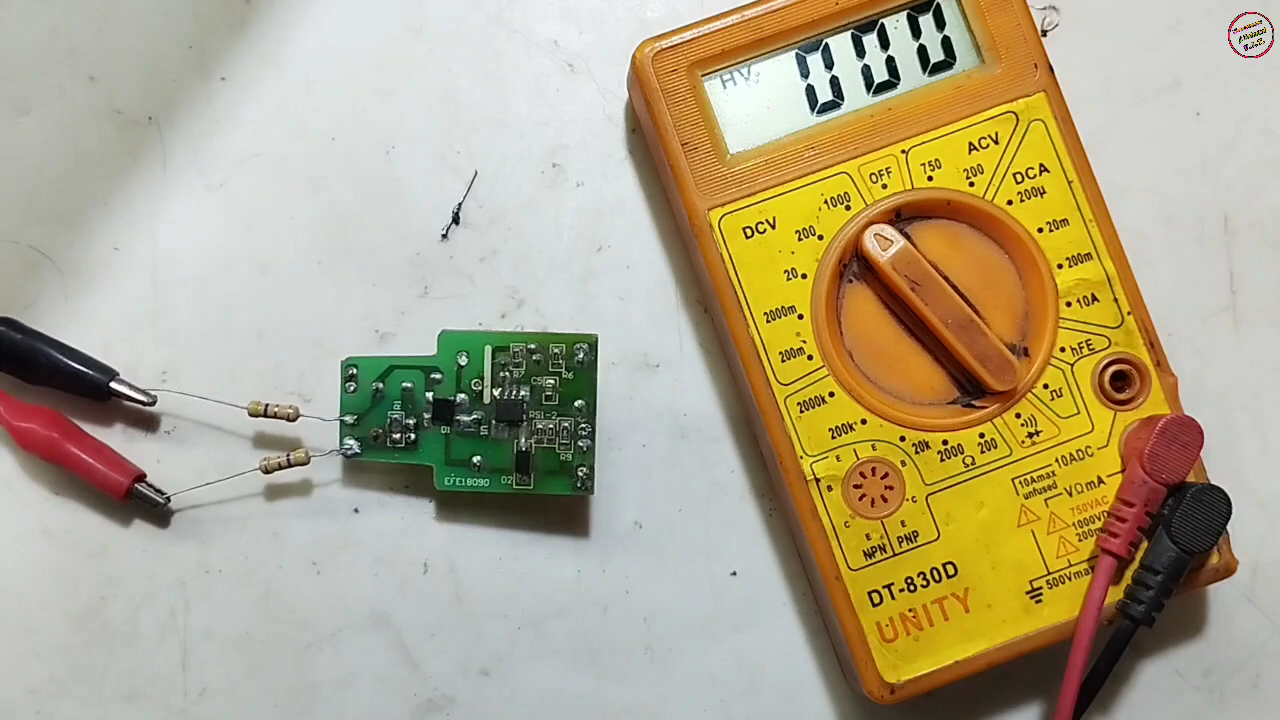 HV
000
OFF
750
ACV
200
DCV
1000
200
20
2000m
200m
DCA
200µ
20m
200m
10A
hFE
2000k
200k
20k
2000
200
Ω
10ADC
10Amax
unfused
VΩmA
750VAC
1000V
200m
500Vmax
E
E
B
B
C
C
E
E
NPN
PNP
DT-830D
UNITY
R7
R6
C5
R1
RS1-2
R9
D2
EFE18090